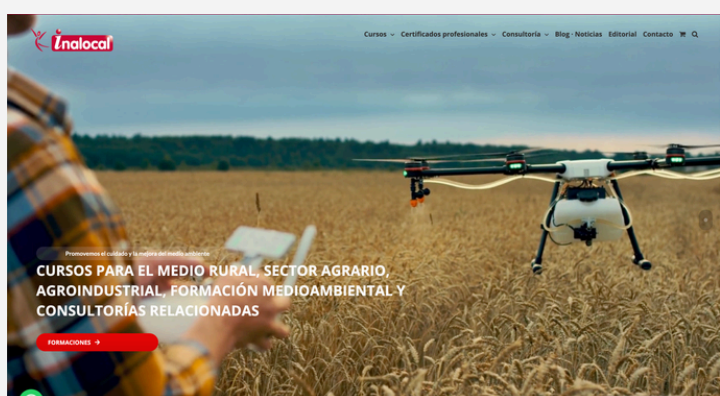 Inalocal
Cursos Certificados profesionales Consultoría Blog - Noticias Editorial Contacto
Promovemos el cuidado y la mejora del medio ambiente
CURSOS PARA EL MEDIO RURAL, SECTOR AGRARIO,
AGROINDUSTRIAL, FORMACIÓN MEDIOAMBIENTAL Y
CONSULTORÍAS RELACIONADAS
FORMACIONES →